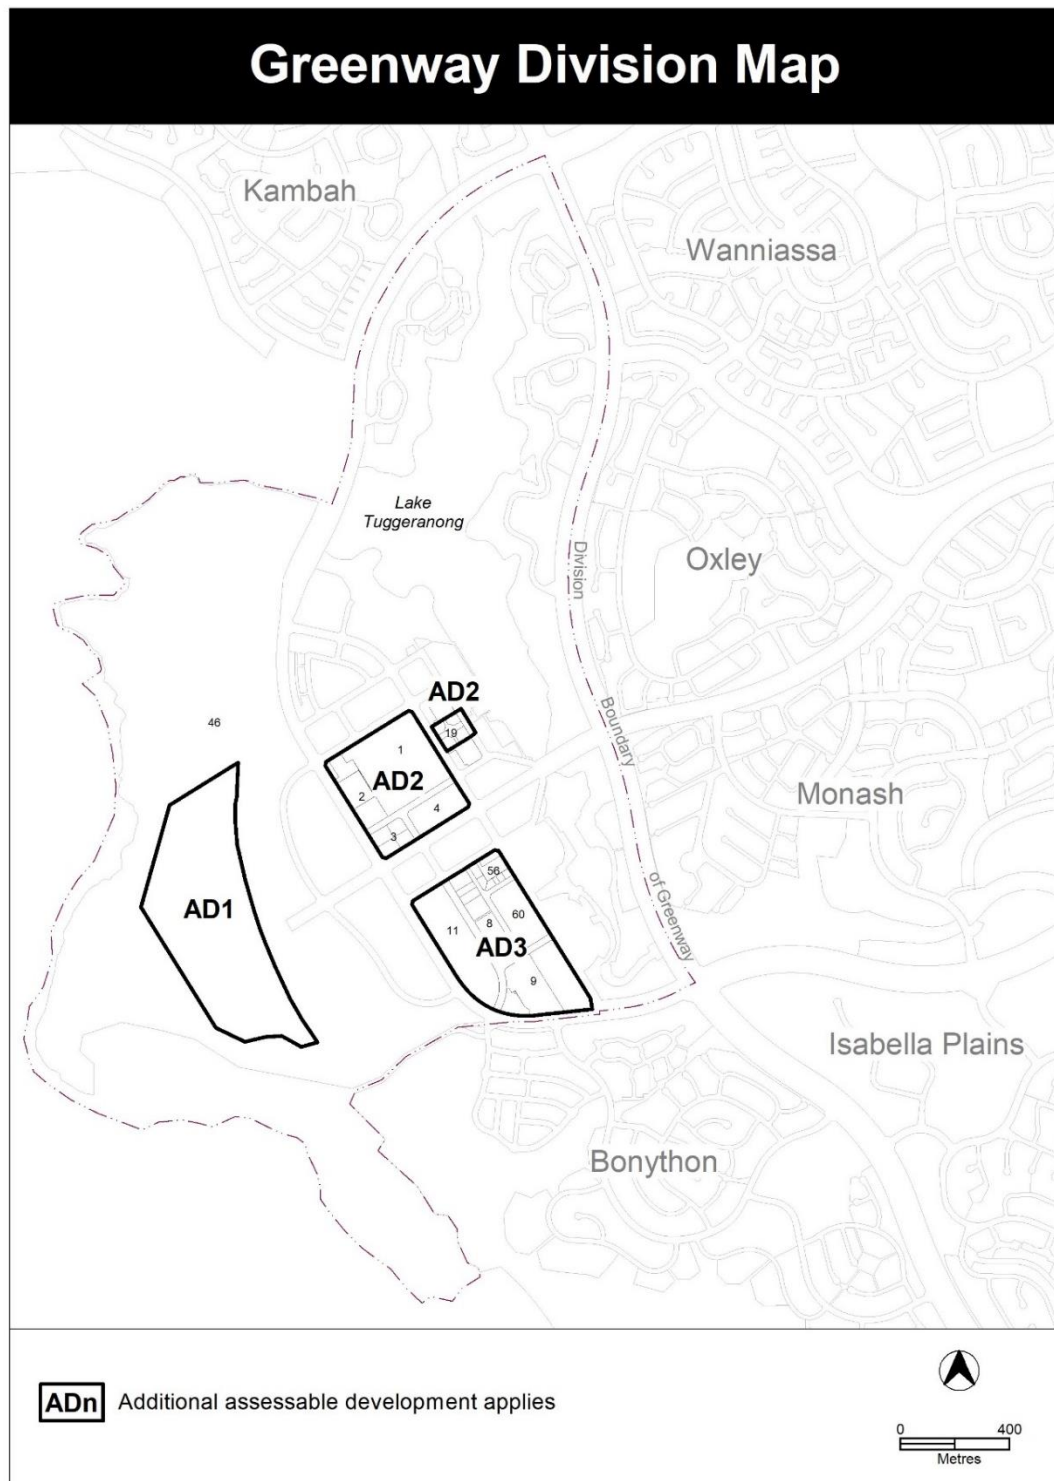 Greenway Division Map
Kambah
Wanniassa
Lake
Tuggeranong
Division
Oxley
AD2
46
19
Boundary
1
AD2
2
4
Monash
3
56
of Greenway
AD1
60
11
8
AD3
9
Isabella Plains
Bonython
ADn Additional assessable development applies
0 400
Metres